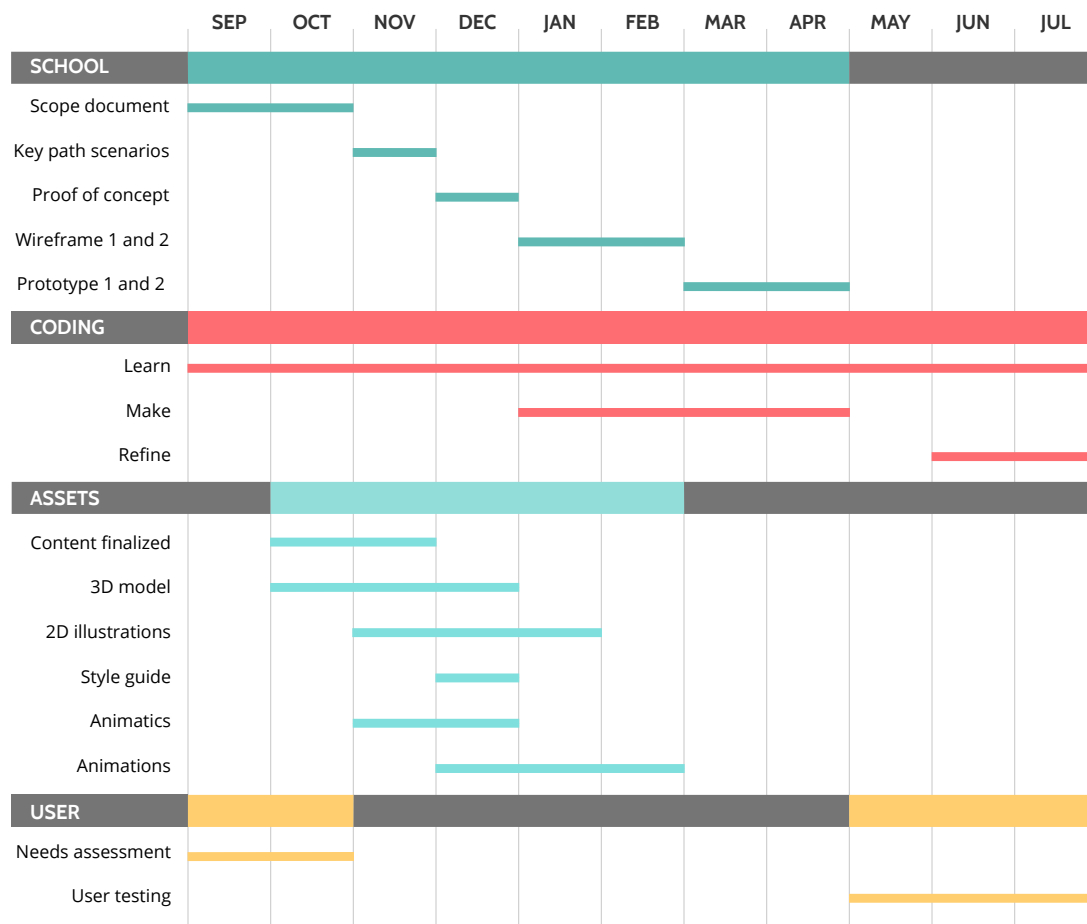 SEP OCT NOV DEC JAN FEB MAR APR MAY JUN JUL
SCHOOL
Scope document
Key path scenarios
Proof of concept
Wireframe 1 and 2
Prototype 1 and 2
CODING
Learn
Make
Refine
ASSETS
Content finalized
3D model
2D illustrations
Style guide
Animatics
Animations
USER
Needs assessment
User testing